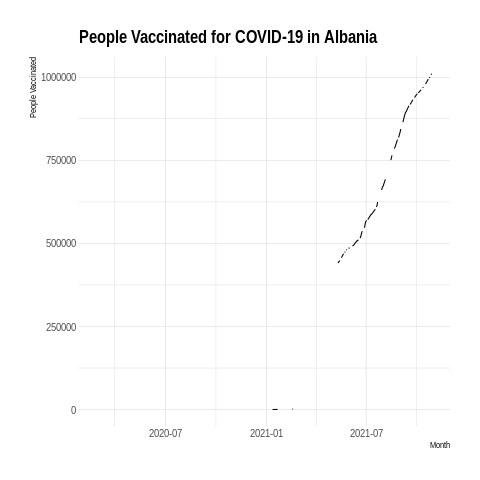 People Vaccinated for COVID-19 in Albania
People Vaccinated
1000000
750000
500000
250000
0
2020-07
2021-01
2021-07
Month